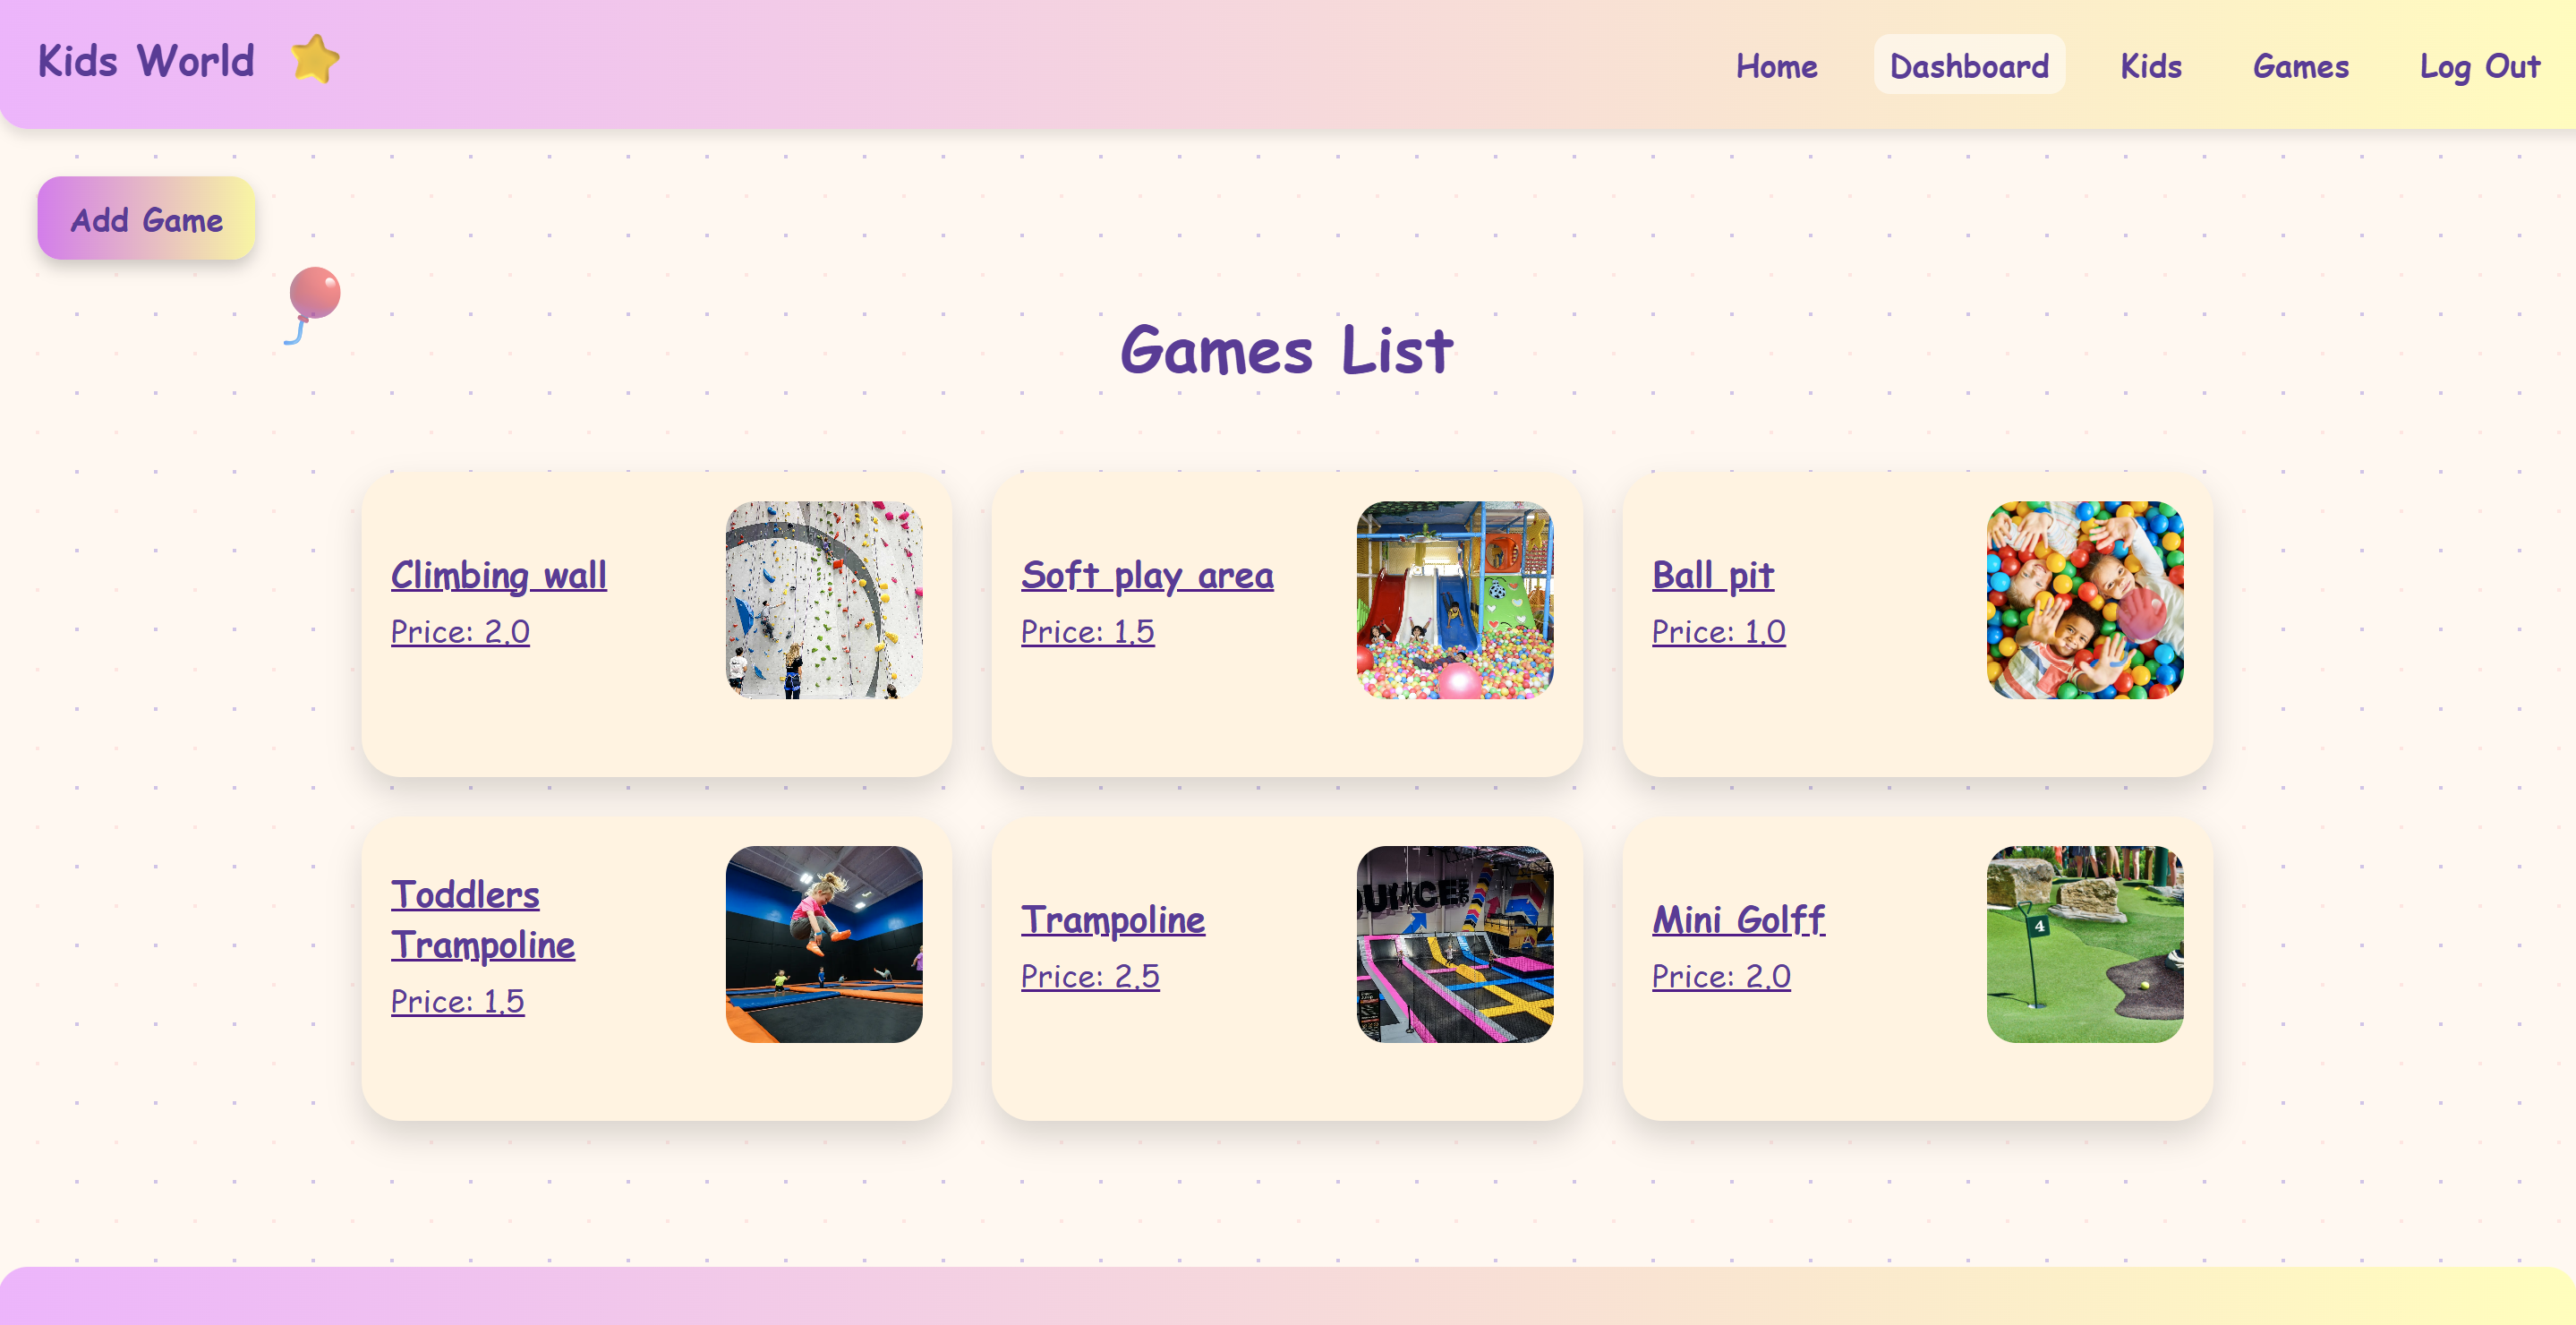 Kids World
Home Dashboard Kids Games Log Out
Add Game
Games List
Climbing wall
Price: 2.0
Soft play area
Price: 1.5
Ball pit
Price: 1.0
Toddlers
Trampoline
Price: 1.5
Trampoline
Price: 2.5
Mini Golff
Price: 2.0
4